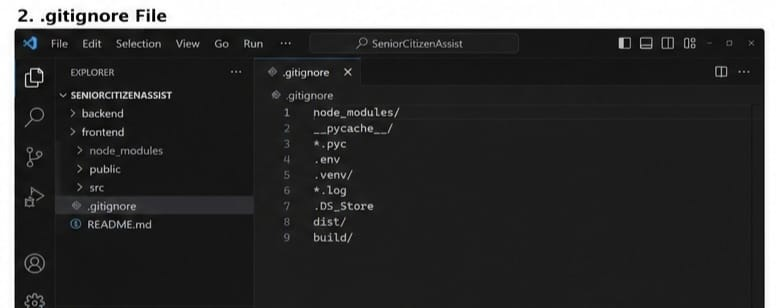 2. .gitignore File
File Edit Selection View Go Run ··· SeniorCitizenAssist
EXPLORER ···
SENIORCITIZENASSIST
backend
frontend
node_modules
public
src
.gitignore
README.md
.gitignore
.gitignore
1 node_modules/
2 __pycache__/
3 *.pyc
4 .env
5 .venv/
6 *.log
7 .DS_Store
8 dist/
9 build/